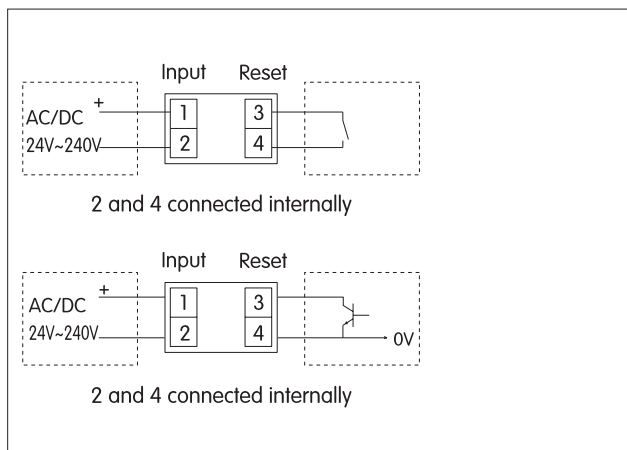 Input Reset
+
AC/DC 1 3
24V~240V 2 4
2 and 4 connected internally
Input Reset
+
AC/DC 1 3
24V~240V 2 4 0V
2 and 4 connected internally